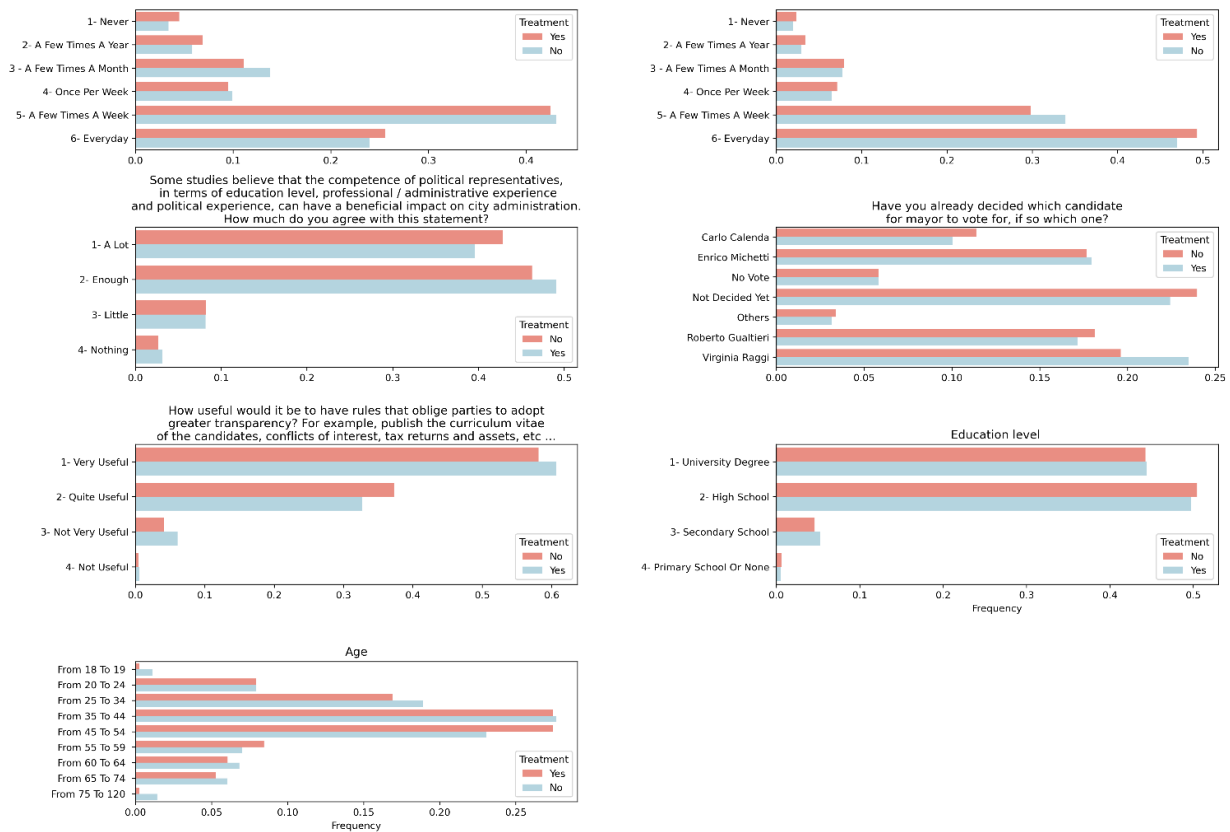 1- Never
2- A Few Times A Year
3 - A Few Times A Month
4- Once Per Week
5- A Few Times A Week
6- Everyday
Treatment
Yes
No
0.0 0.1 0.2 0.3 0.4
1- Never
2- A Few Times A Year
3 - A Few Times A Month
4- Once Per Week
5- A Few Times A Week
6- Everyday
Treatment
Yes
No
0.0 0.1 0.2 0.3 0.4 0.5
Some studies believe that the competence of political representatives,
in terms of education level, professional / administrative experience
and political experience, can have a beneficial impact on city administration.
How much do you agree with this statement?
1- A Lot
2- Enough
3- Little
4- Nothing
Treatment
No
Yes
0.0 0.1 0.2 0.3 0.4 0.5
Have you already decided which candidate
for mayor to vote for, if so which one?
Carlo Calenda
Enrico Michetti
No Vote
Not Decided Yet
Others
Roberto Gualtieri
Virginia Raggi
Treatment
No
Yes
0.00 0.05 0.10 0.15 0.20 0.25
How useful would it be to have rules that oblige parties to adopt
greater transparency? For example, publish the curriculum vitae
of the candidates, conflicts of interest, tax returns and assets, etc ...
1- Very Useful
2- Quite Useful
3- Not Very Useful
4- Not Useful
Treatment
No
Yes
0.0 0.1 0.2 0.3 0.4 0.5 0.6
Education level
1- University Degree
2- High School
3- Secondary School
4- Primary School Or None
Treatment
No
Yes
0.0 0.1 0.2 0.3 0.4 0.5
Frequency
Age
From 18 To 19
From 20 To 24
From 25 To 34
From 35 To 44
From 45 To 54
From 55 To 59
From 60 To 64
From 65 To 74
From 75 To 120
Treatment
Yes
No
0.00 0.05 0.10 0.15 0.20 0.25
Frequency